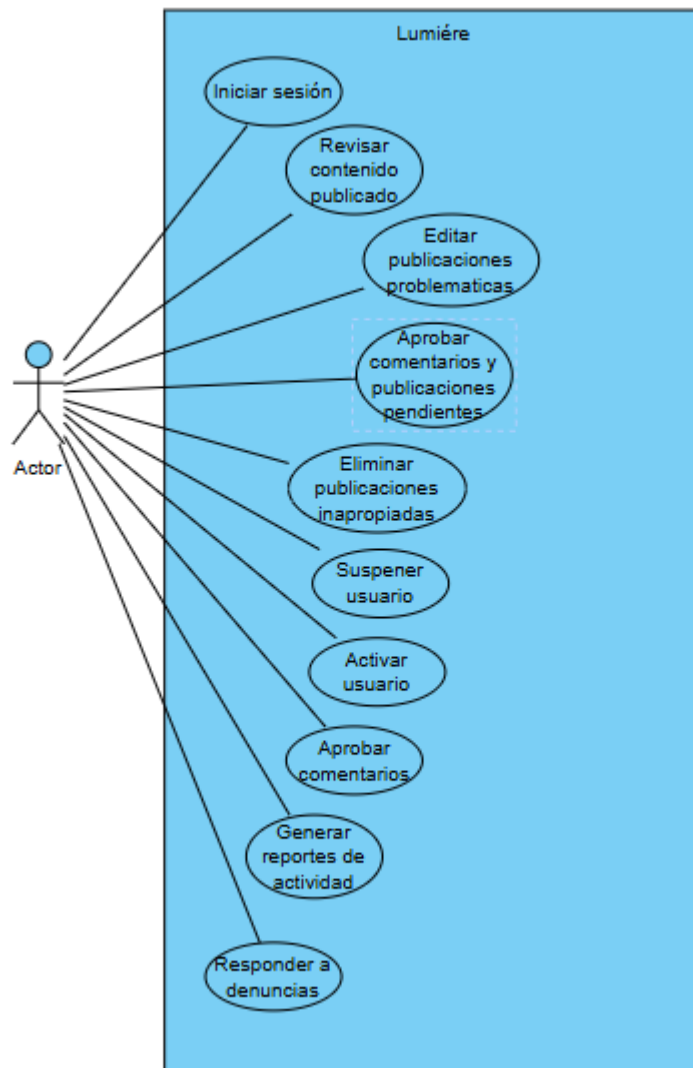 Lumiére
Iniciar sesión
Revisar
contenido
publicado
Editar
publicaciones
problematicas
Aprobar
comentarios y
publicaciones
pendientes
Actor
Eliminar
publicaciones
inapropiadas
Suspener
usuario
Activar
usuario
Aprobar
comentarios
Generar
reportes de
actividad
Responder a
denuncias